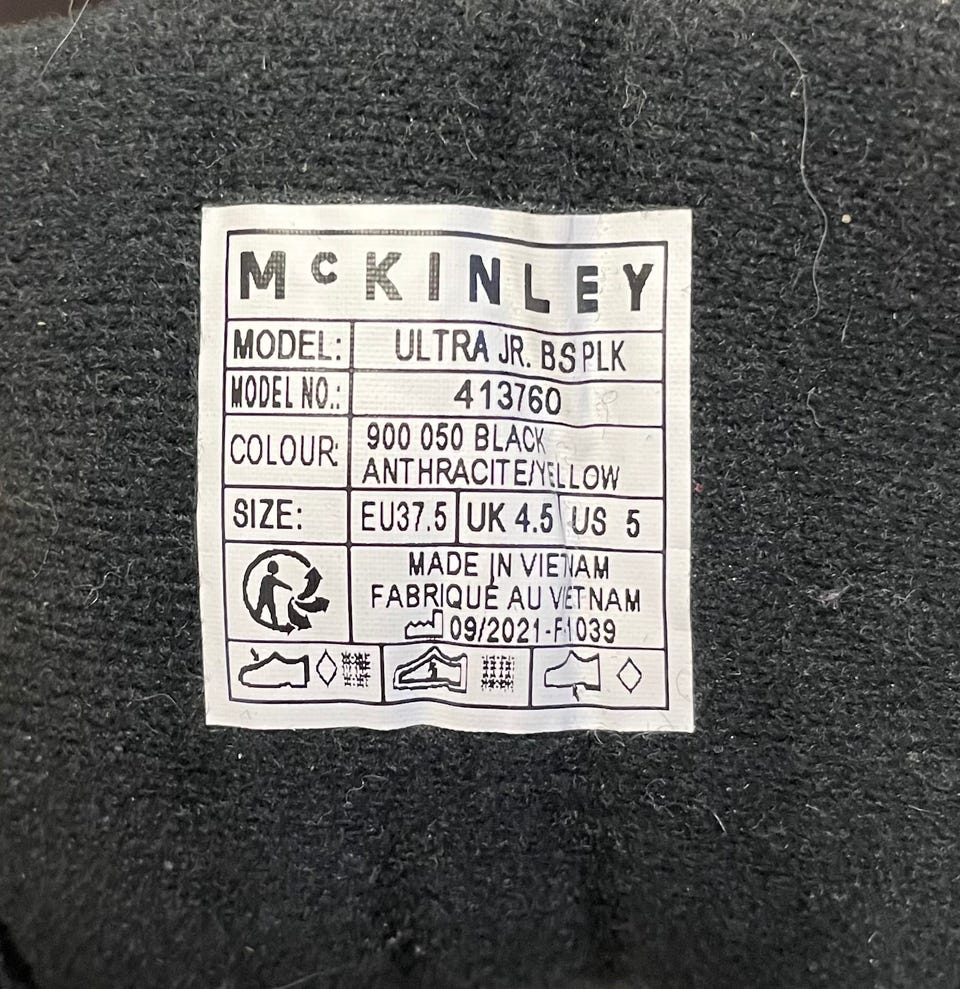 McKINLEY
MODEL: ULTRA JR. BS PLK
MODEL NO.: 413760
COLOUR: 900 050 BLACK
ANTHRACITE/YELLOW
SIZE: EU37.5 UK 4.5 US 5
MADE IN VIETNAM
FABRIQUÉ AU VIETNAM
09/2021-F1039